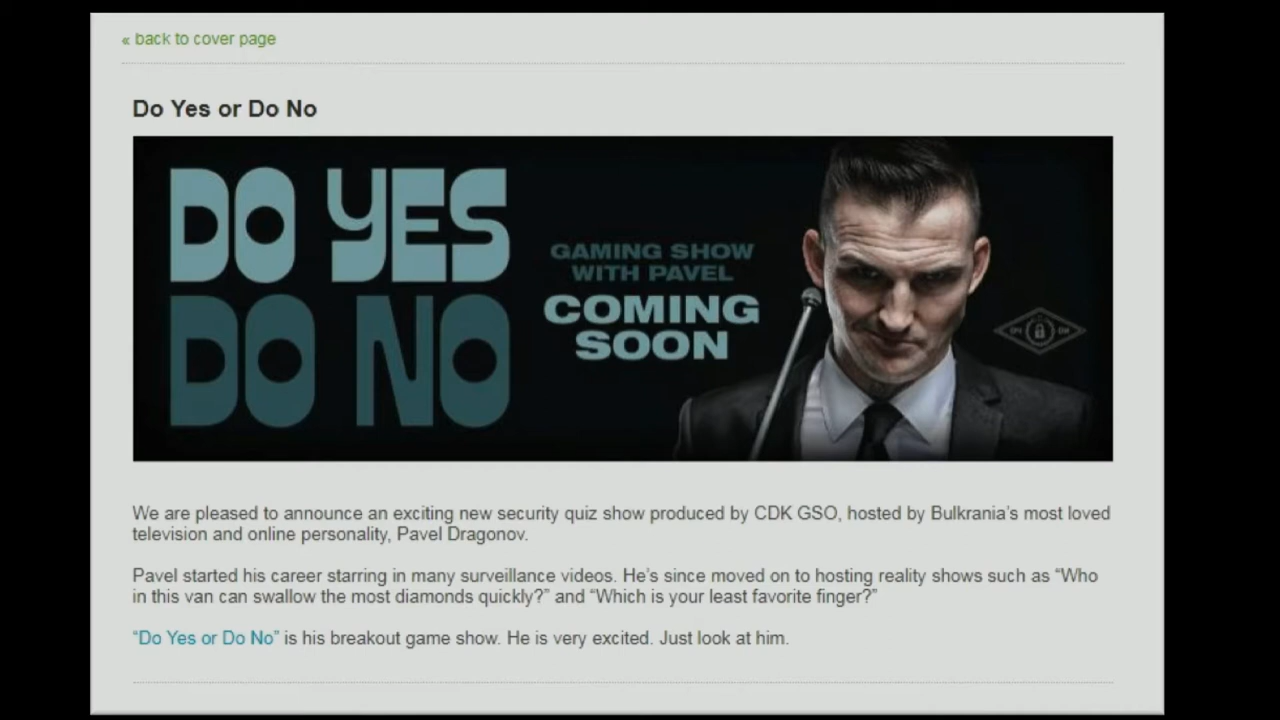 « back to cover page
Do Yes or Do No
DO YES
DO NO
GAMING SHOW
WITH PAVEL
COMING
SOON
We are pleased to announce an exciting new security quiz show produced by CDK GSO, hosted by Bulkrania’s most loved
television and online personality, Pavel Dragonov.
Pavel started his career starring in many surveillance videos. He’s since moved on to hosting reality shows such as “Who
in this van can swallow the most diamonds quickly?” and “Which is your least favorite finger?”
“Do Yes or Do No” is his breakout game show. He is very excited. Just look at him.